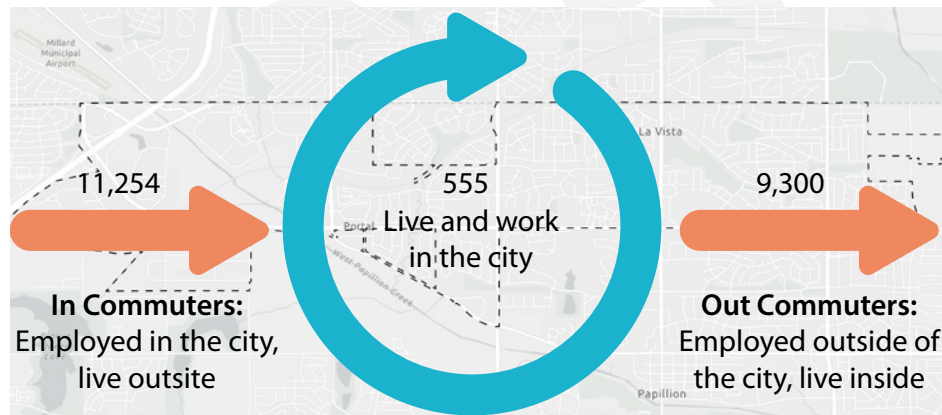 Millard
Municipal
Airport
La Vista
11,254
555
9,300
Portal
Live and work
in the city
West Papillion Creek
In Commuters:
Employed in the city,
live outsite
Out Commuters:
Employed outside of
the city, live inside
Papillion